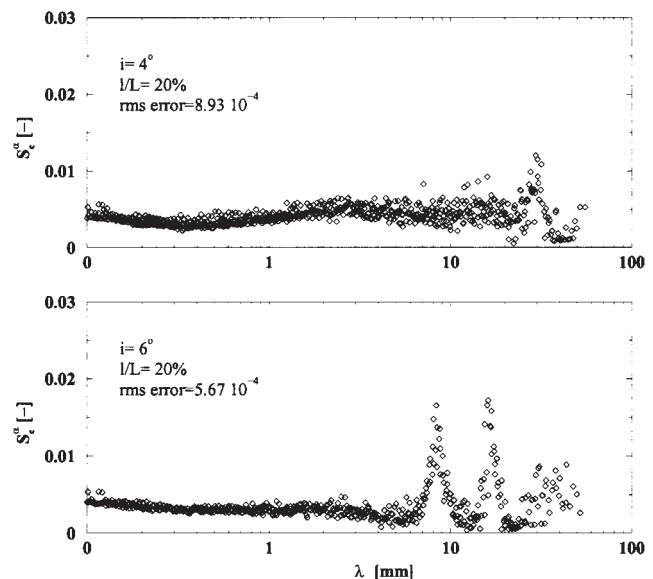 0.03
i= 4°
l/L= 20%
0.02
rms error=8.93 10⁻⁴
Sₑᵅ [−]
0.01
0
0 1 10 100
0.03
i= 6°
l/L= 20%
0.02
rms error=5.67 10⁻⁴
Sₑᵅ [−]
0.01
0
0 1 10 100
λ [mm]